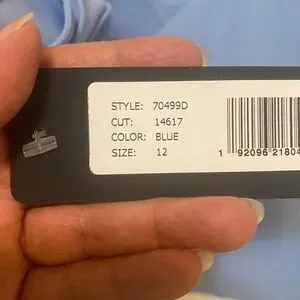 STYLE: 70499D
CUT: 14617
COLOR: BLUE
SIZE: 12
1 92096 21804